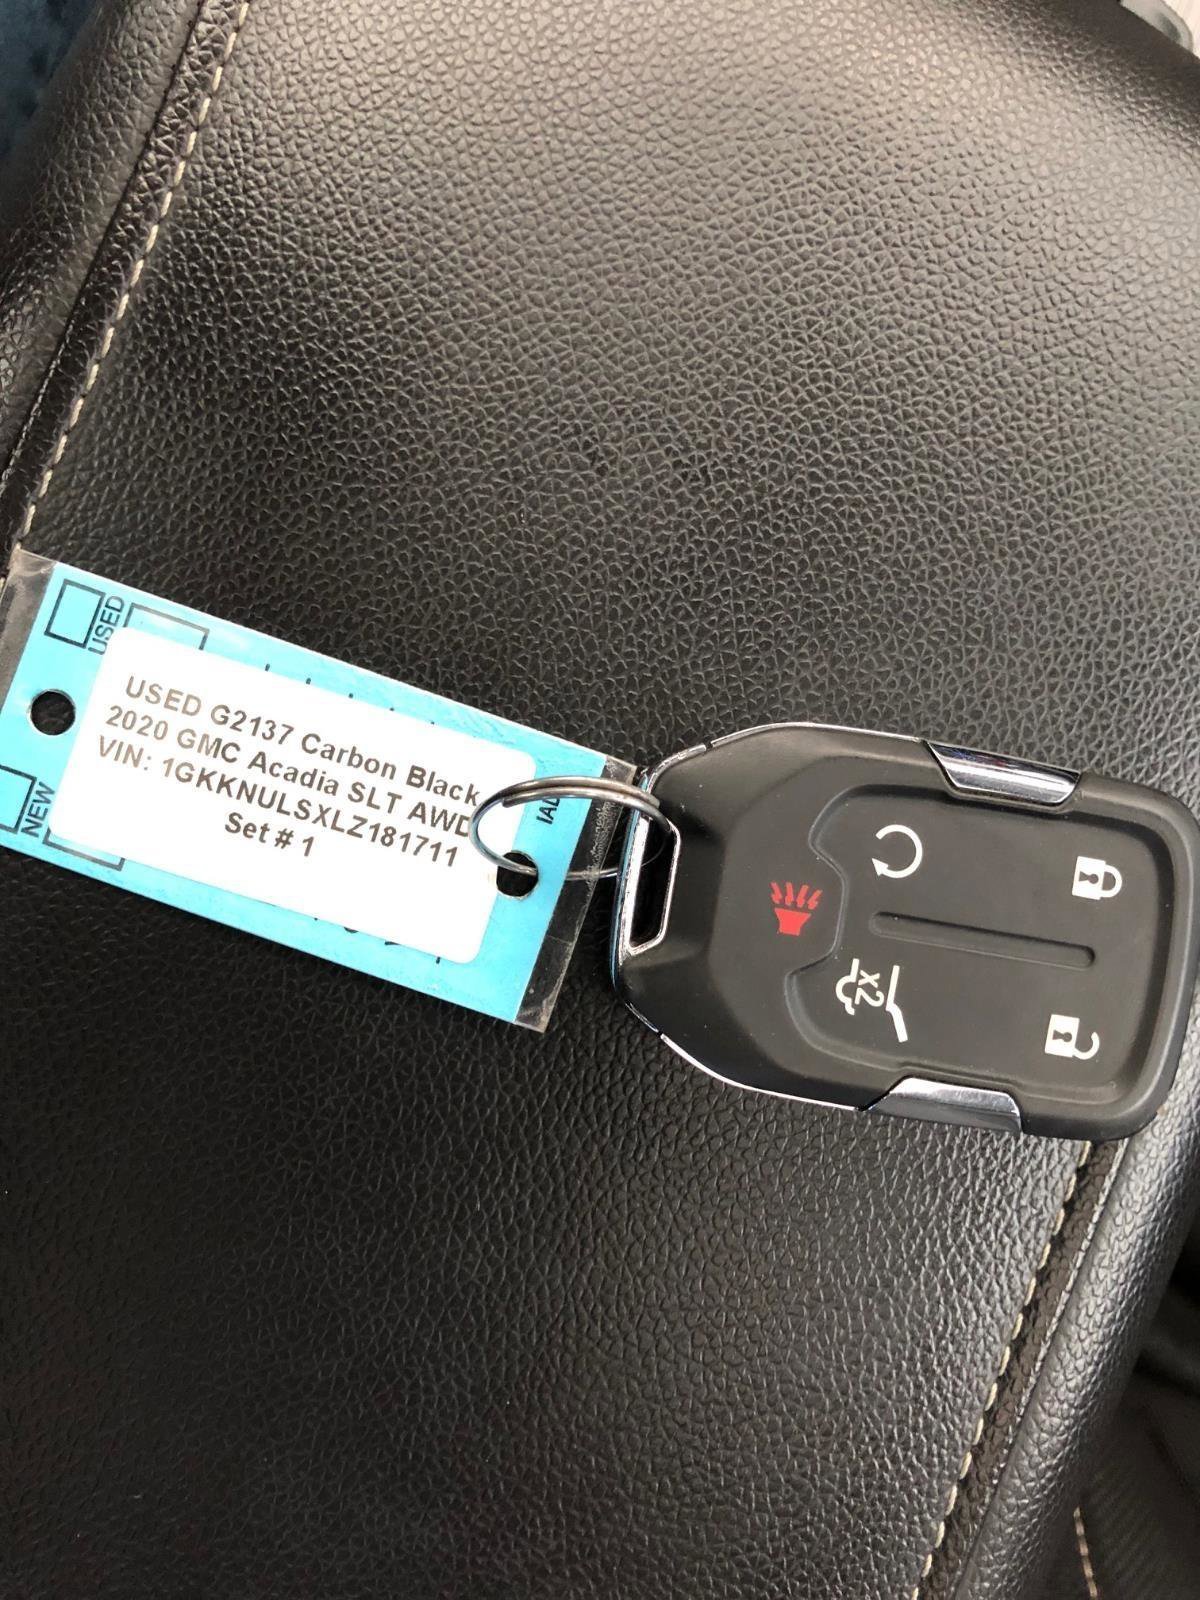 USED
USED G2137 Carbon Black
2020 GMC Acadia SLT AWD
VIN: 1GKKNULSXLZ181711
Set # 1
NEW
x2